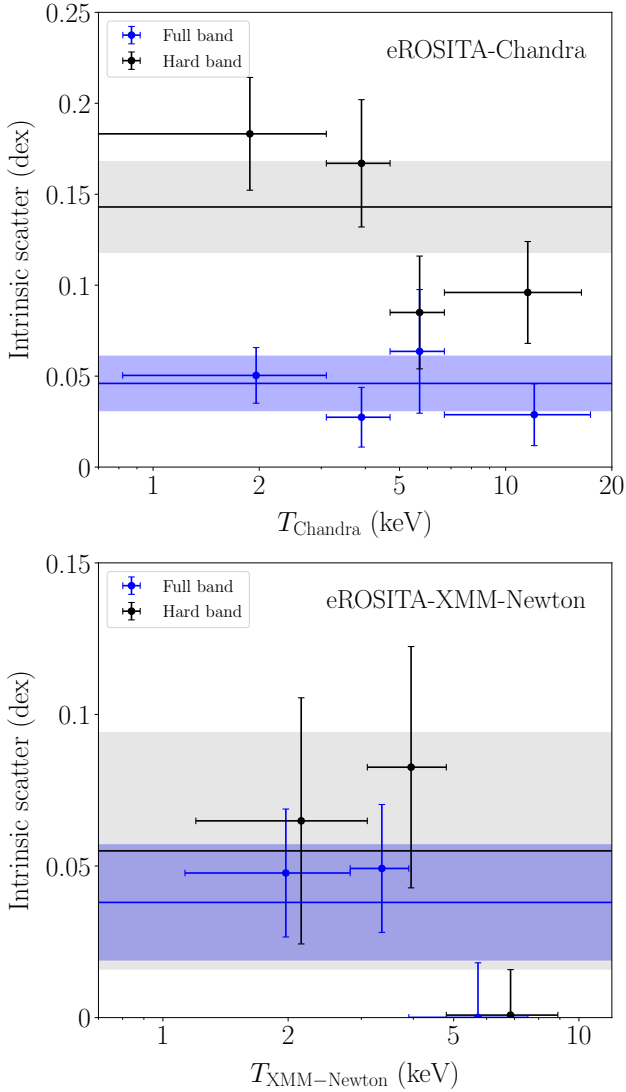 0.25
Full band
Hard band
eROSITA-Chandra
0.2
0.15
0.1
0.05
0
Intrinsic scatter (dex)
1
2
5
10
20
T_Chandra (keV)
0.15
Full band
Hard band
eROSITA-XMM-Newton
0.1
0.05
0
Intrinsic scatter (dex)
1
2
5
10
T_XMM−Newton (keV)